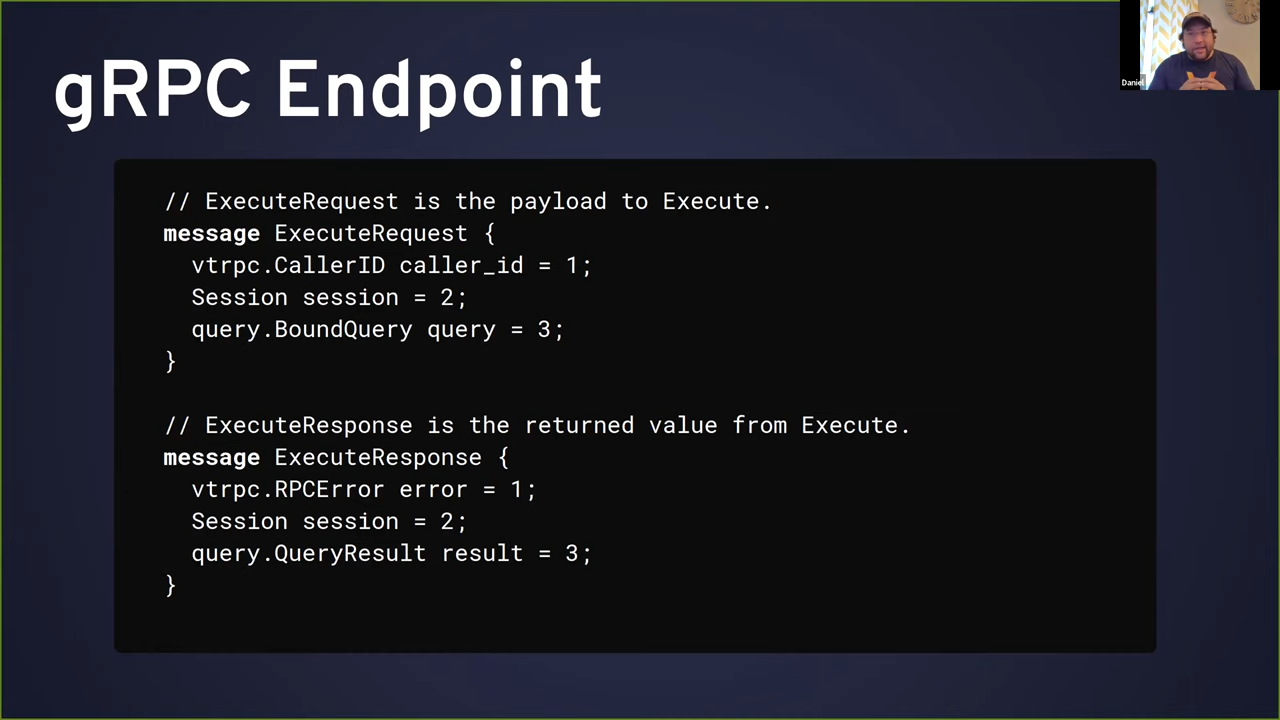 gRPC Endpoint
Daniel
// ExecuteRequest is the payload to Execute.
message ExecuteRequest {
vtrpc.CallerID caller_id = 1;
Session session = 2;
query.BoundQuery query = 3;
}
// ExecuteResponse is the returned value from Execute.
message ExecuteResponse {
vtrpc.RPCError error = 1;
Session session = 2;
query.QueryResult result = 3;
}